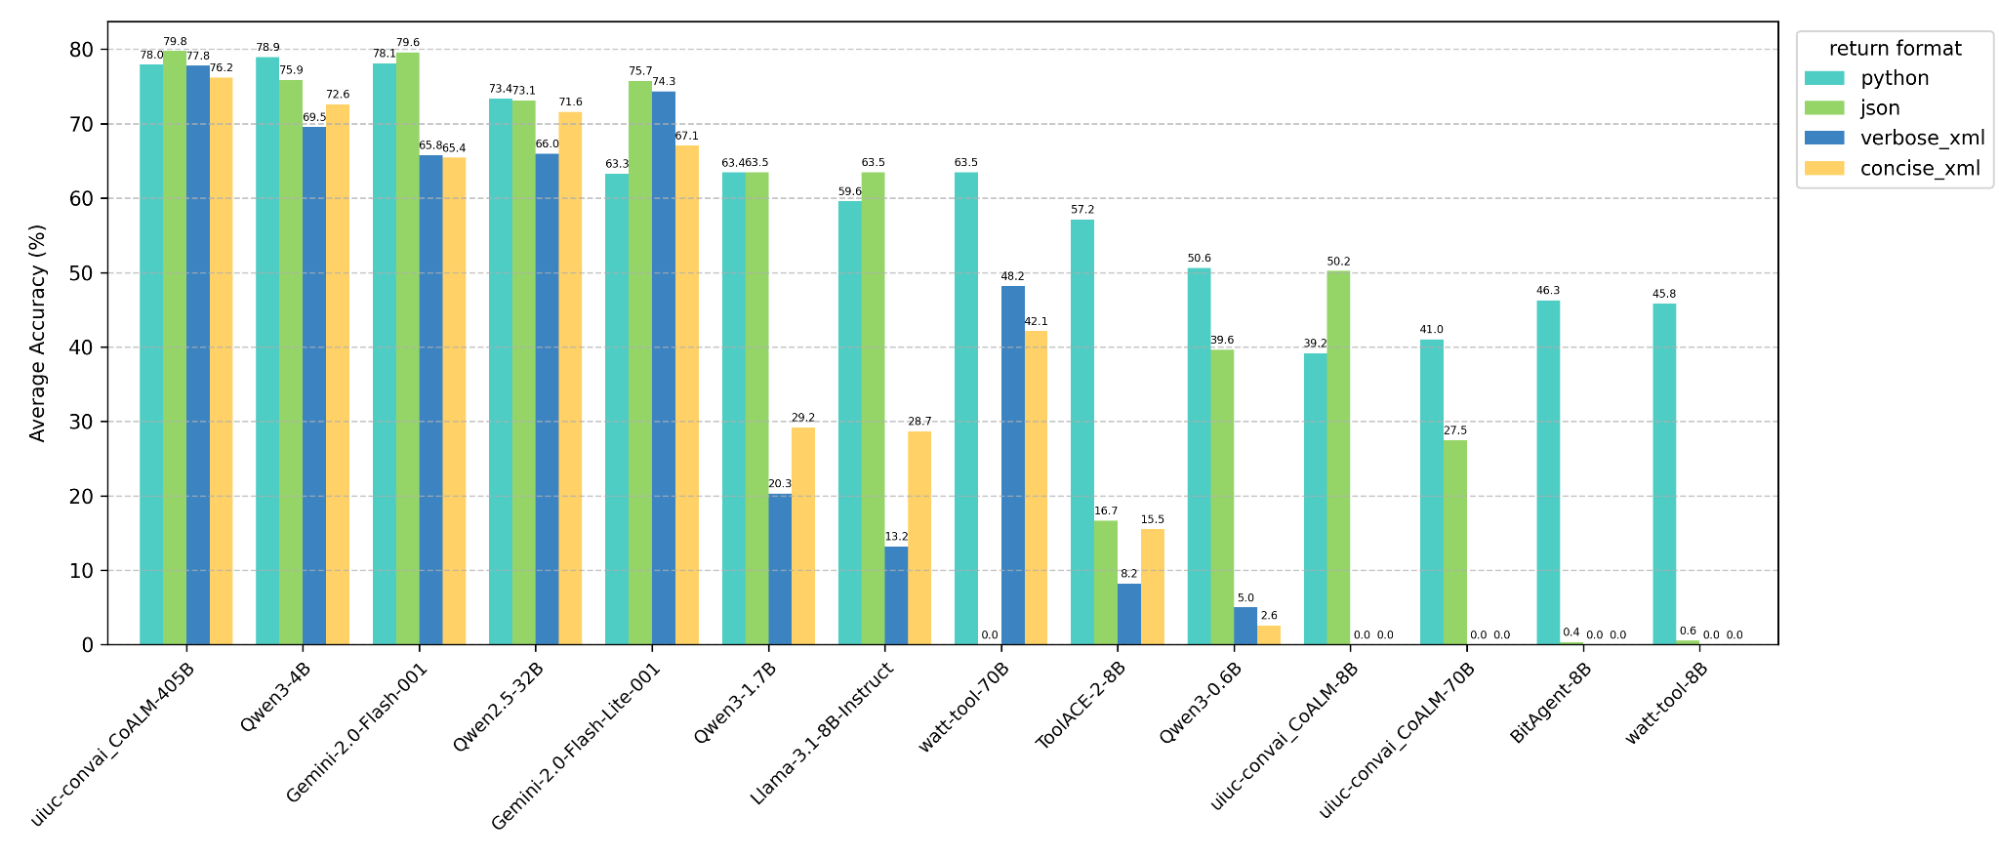 return format
python
json
verbose_xml
concise_xml
Average Accuracy (%)
80
70
60
50
40
30
20
10
0
78.0 79.8 77.8 76.2
78.9 75.9 69.5 72.6
78.1 79.6 65.8 65.4
73.4 73.1 66.0 71.6
63.3 75.7 74.3 67.1
63.4 63.5 20.3 29.2
59.6 63.5 13.2 28.7
63.5 0.0 48.2 42.1
57.2 16.7 8.2 15.5
50.6 39.6 5.0 2.6
39.2 50.2 0.0 0.0
41.0 27.5 0.0 0.0
46.3 0.4 0.0 0.0
45.8 0.6 0.0 0.0
uiuc-convai_CoALM-405B
Qwen3-4B
Gemini-2.0-Flash-001
Qwen2.5-32B
Gemini-2.0-Flash-Lite-001
Qwen3-1.7B
Llama-3.1-8B-Instruct
watt-tool-70B
ToolACE-2-8B
Qwen3-0.6B
uiuc-convai_CoALM-8B
uiuc-convai_CoALM-70B
BitAgent-8B
watt-tool-8B